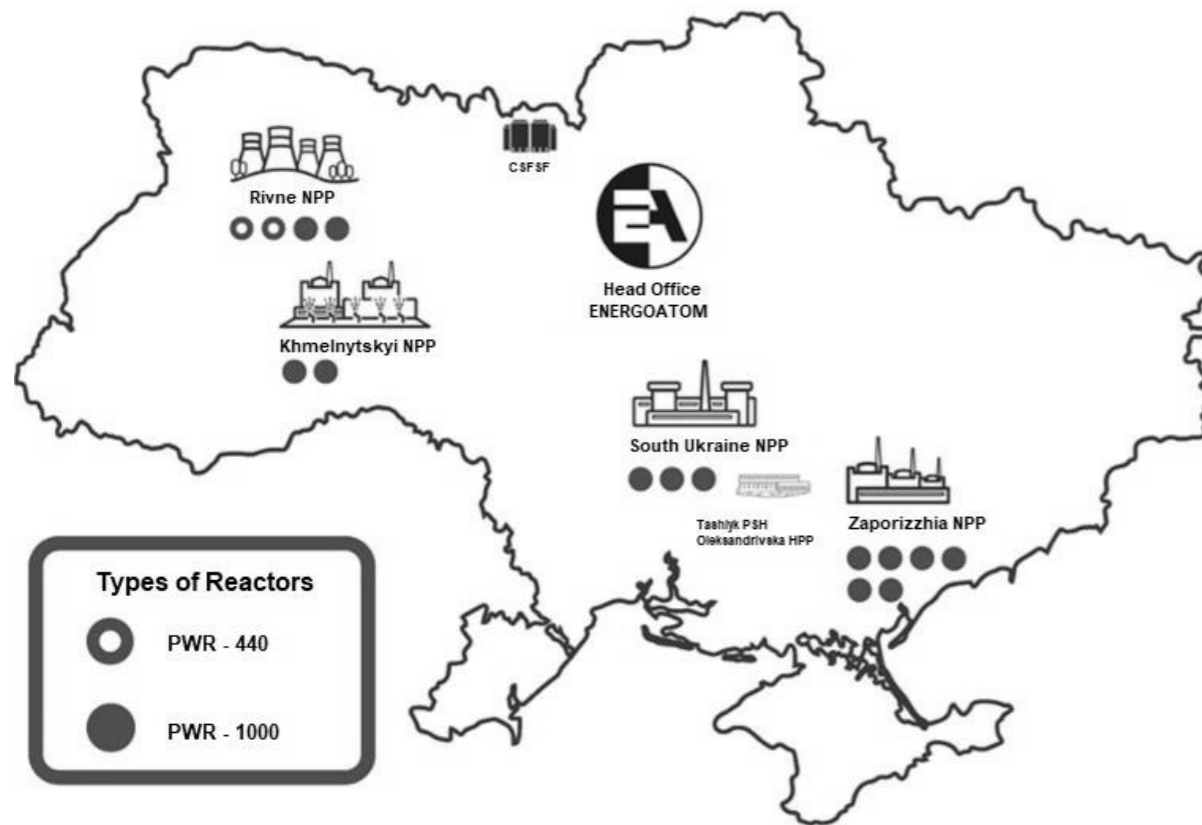 CSFSF
Rivne NPP
EA
Head Office
ENERGOATOM
Khmelnytskyi NPP
South Ukraine NPP
Tashlyk PSH
Oleksandrivska HPP
Zaporizzhia NPP
Types of Reactors
PWR - 440
PWR - 1000